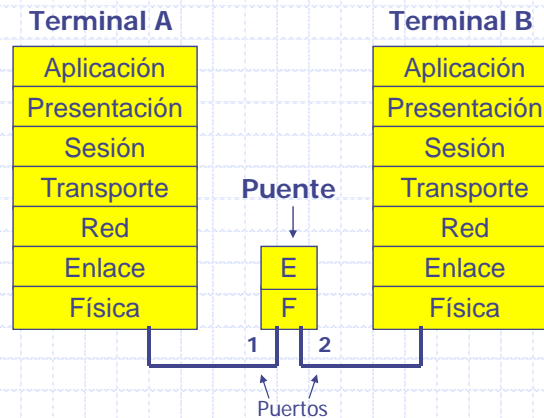 Terminal A
Aplicación
Presentación
Sesión
Transporte
Red
Enlace
Física
Puente
E
F
1 2
Puertos
Terminal B
Aplicación
Presentación
Sesión
Transporte
Red
Enlace
Física